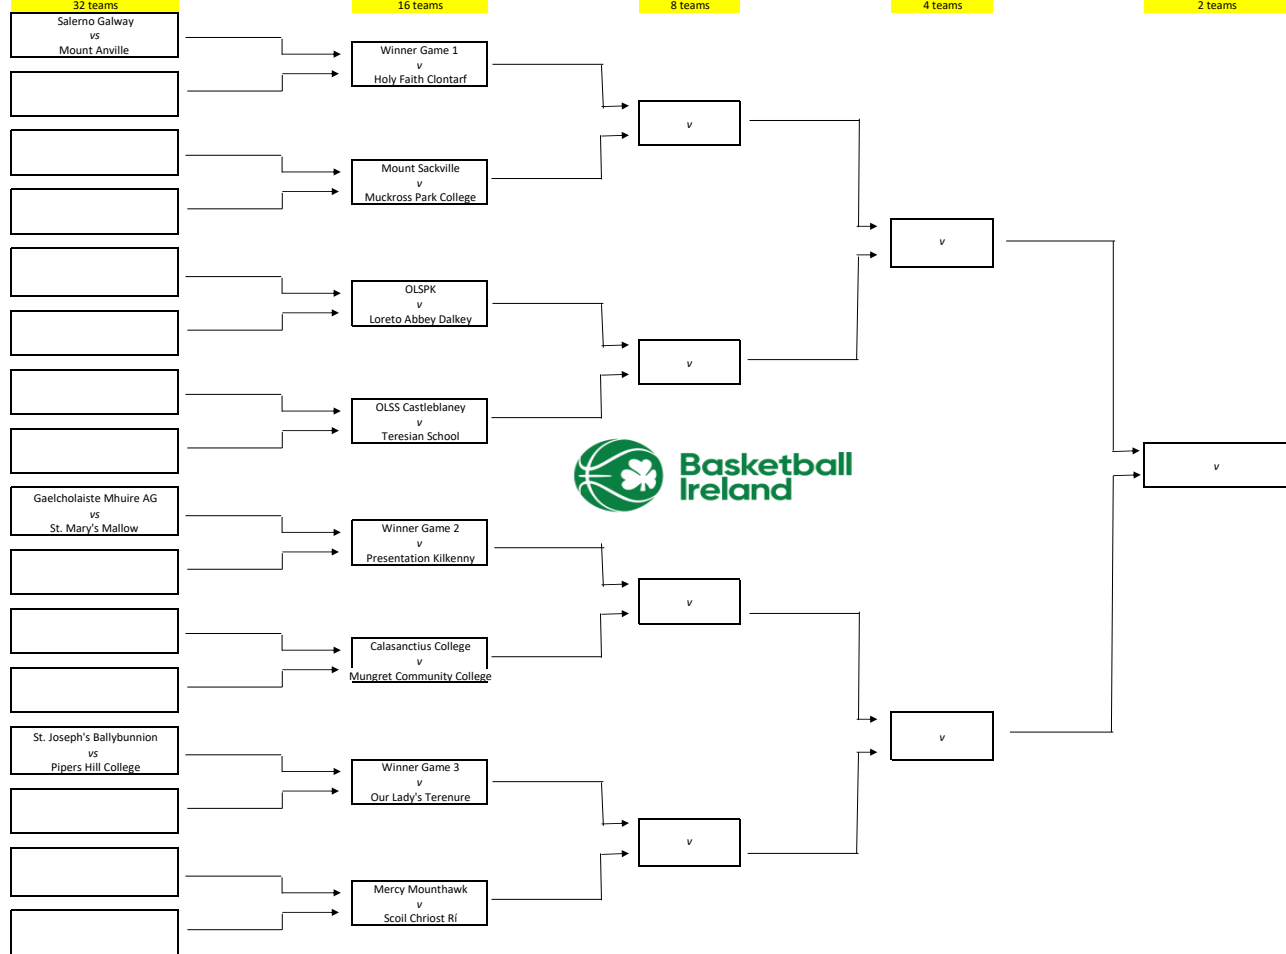 32 teams
16 teams
8 teams
4 teams
2 teams
Salerno Galway
vs
Mount Anville
Winner Game 1
v
Holy Faith Clontarf
v
Mount Sackville
v
Muckross Park College
v
OLSPK
v
Loreto Abbey Dalkey
v
OLSS Castleblaney
v
Teresian School
Basketball
Ireland
v
Gaelcholaiste Mhuire AG
vs
St. Mary's Mallow
Winner Game 2
v
Presentation Kilkenny
v
Calasanctius College
v
Mungret Community College
v
St. Joseph's Ballybunnion
vs
Pipers Hill College
Winner Game 3
v
Our Lady's Terenure
v
Mercy Mounthawk
v
Scoil Chriost Rí